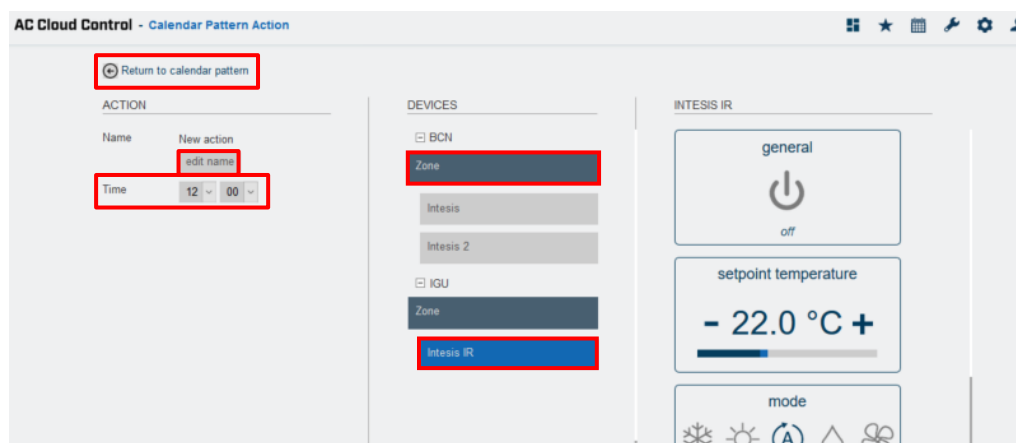 AC Cloud Control - Calendar Pattern Action
Return to calendar pattern
ACTION
Name New action
edit name
Time 12 00
DEVICES
BCN
Zone
Intesis
Intesis 2
IGU
Zone
Intesis IR
INTESIS IR
general
off
setpoint temperature
- 22.0 °C +
mode
A